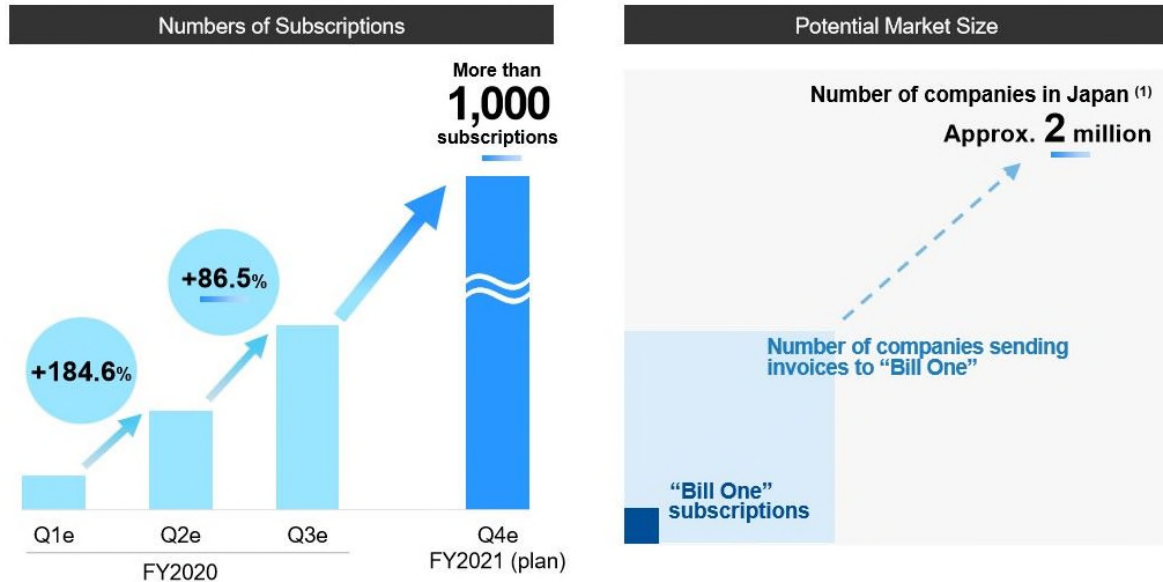 Numbers of Subscriptions
More than
1,000
subscriptions
+86.5%
+184.6%
Q1e
Q2e
Q3e
Q4e
FY2020
FY2021 (plan)
Potential Market Size
Number of companies in Japan (1)
Approx. 2 million
Number of companies sending
invoices to “Bill One”
“Bill One”
subscriptions